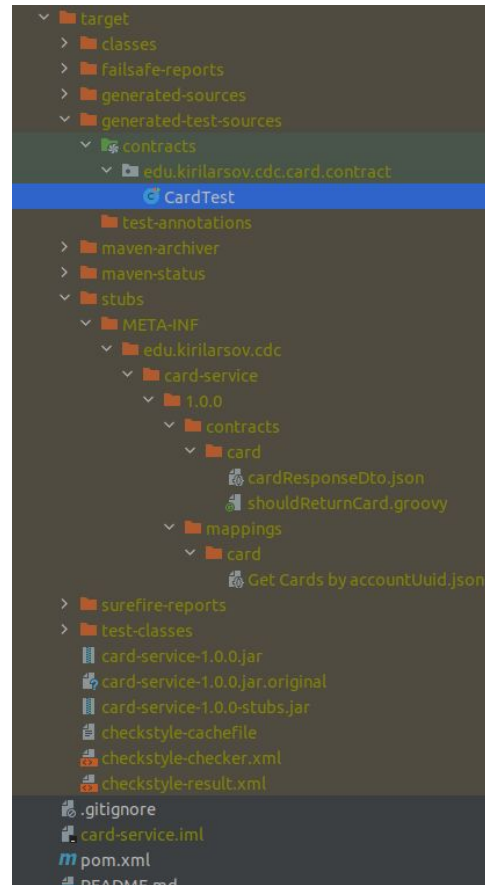 target
classes
failsafe-reports
generated-sources
generated-test-sources
contracts
edu.kirilarsov.cdc.card.contract
CardTest
test-annotations
maven-archiver
maven-status
stubs
META-INF
edu.kirilarsov.cdc
card-service
1.0.0
contracts
card
cardResponseDto.json
shouldReturnCard.groovy
mappings
card
Get Cards by accountUuid.json
surefire-reports
test-classes
card-service-1.0.0.jar
card-service-1.0.0.jar.original
card-service-1.0.0-stubs.jar
checkstyle-cachefile
checkstyle-checker.xml
checkstyle-result.xml
.gitignore
card-service.iml
pom.xml
README.md